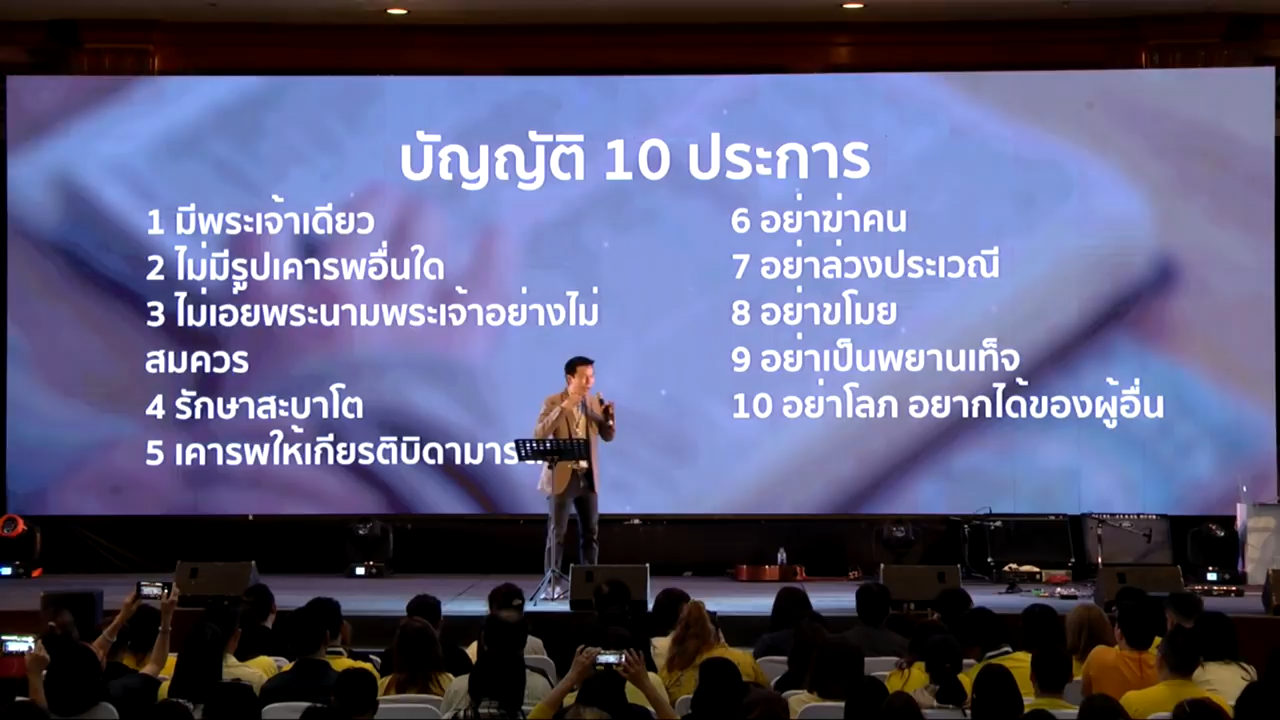 บัญญัติ 10 ประการ
1 มีพระเจ้าเดียว
2 ไม่มีรูปเคารพอื่นใด
3 ไม่เอ่ยพระนามพระเจ้าอย่างไม่
สมควร
4 รักษาสะบาโต
5 เคารพให้เกียรติบิดามาร
6 อย่าฆ่าคน
7 อย่าล่วงประเวณี
8 อย่าขโมย
9 อย่าเป็นพยานเท็จ
10 อย่าโลภ อยากได้ของผู้อื่น